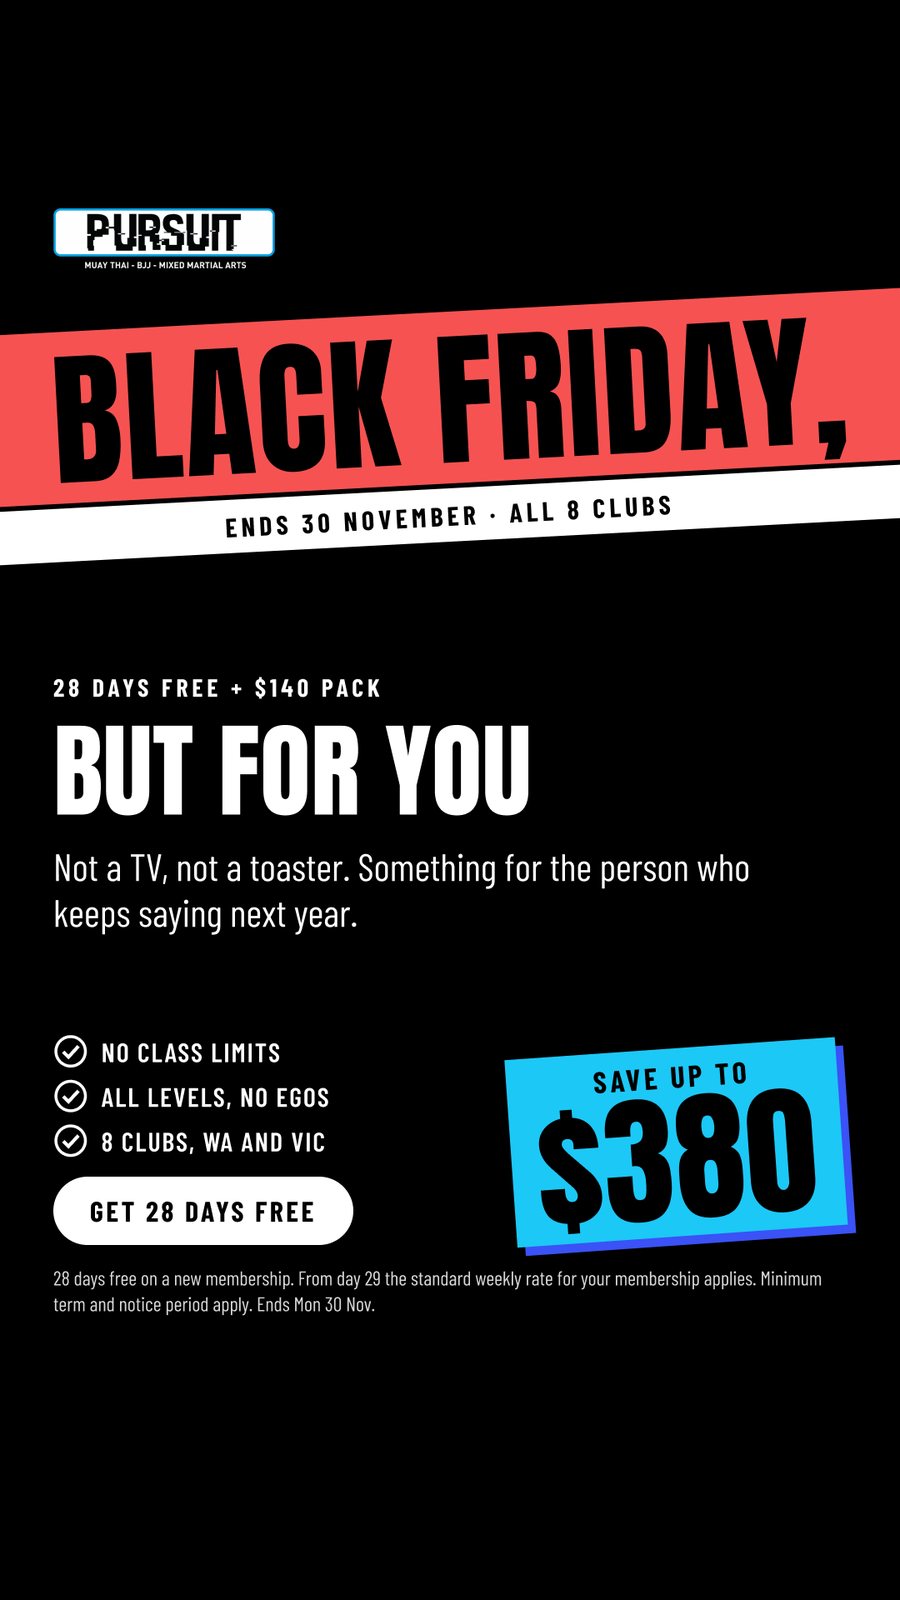 PURSUIT
MUAY THAI - BJJ - MIXED MARTIAL ARTS
BLACK FRIDAY,
ENDS 30 NOVEMBER · ALL 8 CLUBS
28 DAYS FREE + $140 PACK
BUT FOR YOU
Not a TV, not a toaster. Something for the person who
keeps saying next year.
NO CLASS LIMITS
ALL LEVELS, NO EGOS
8 CLUBS, WA AND VIC
GET 28 DAYS FREE
SAVE UP TO
$380
28 days free on a new membership. From day 29 the standard weekly rate for your membership applies. Minimum
term and notice period apply. Ends Mon 30 Nov.